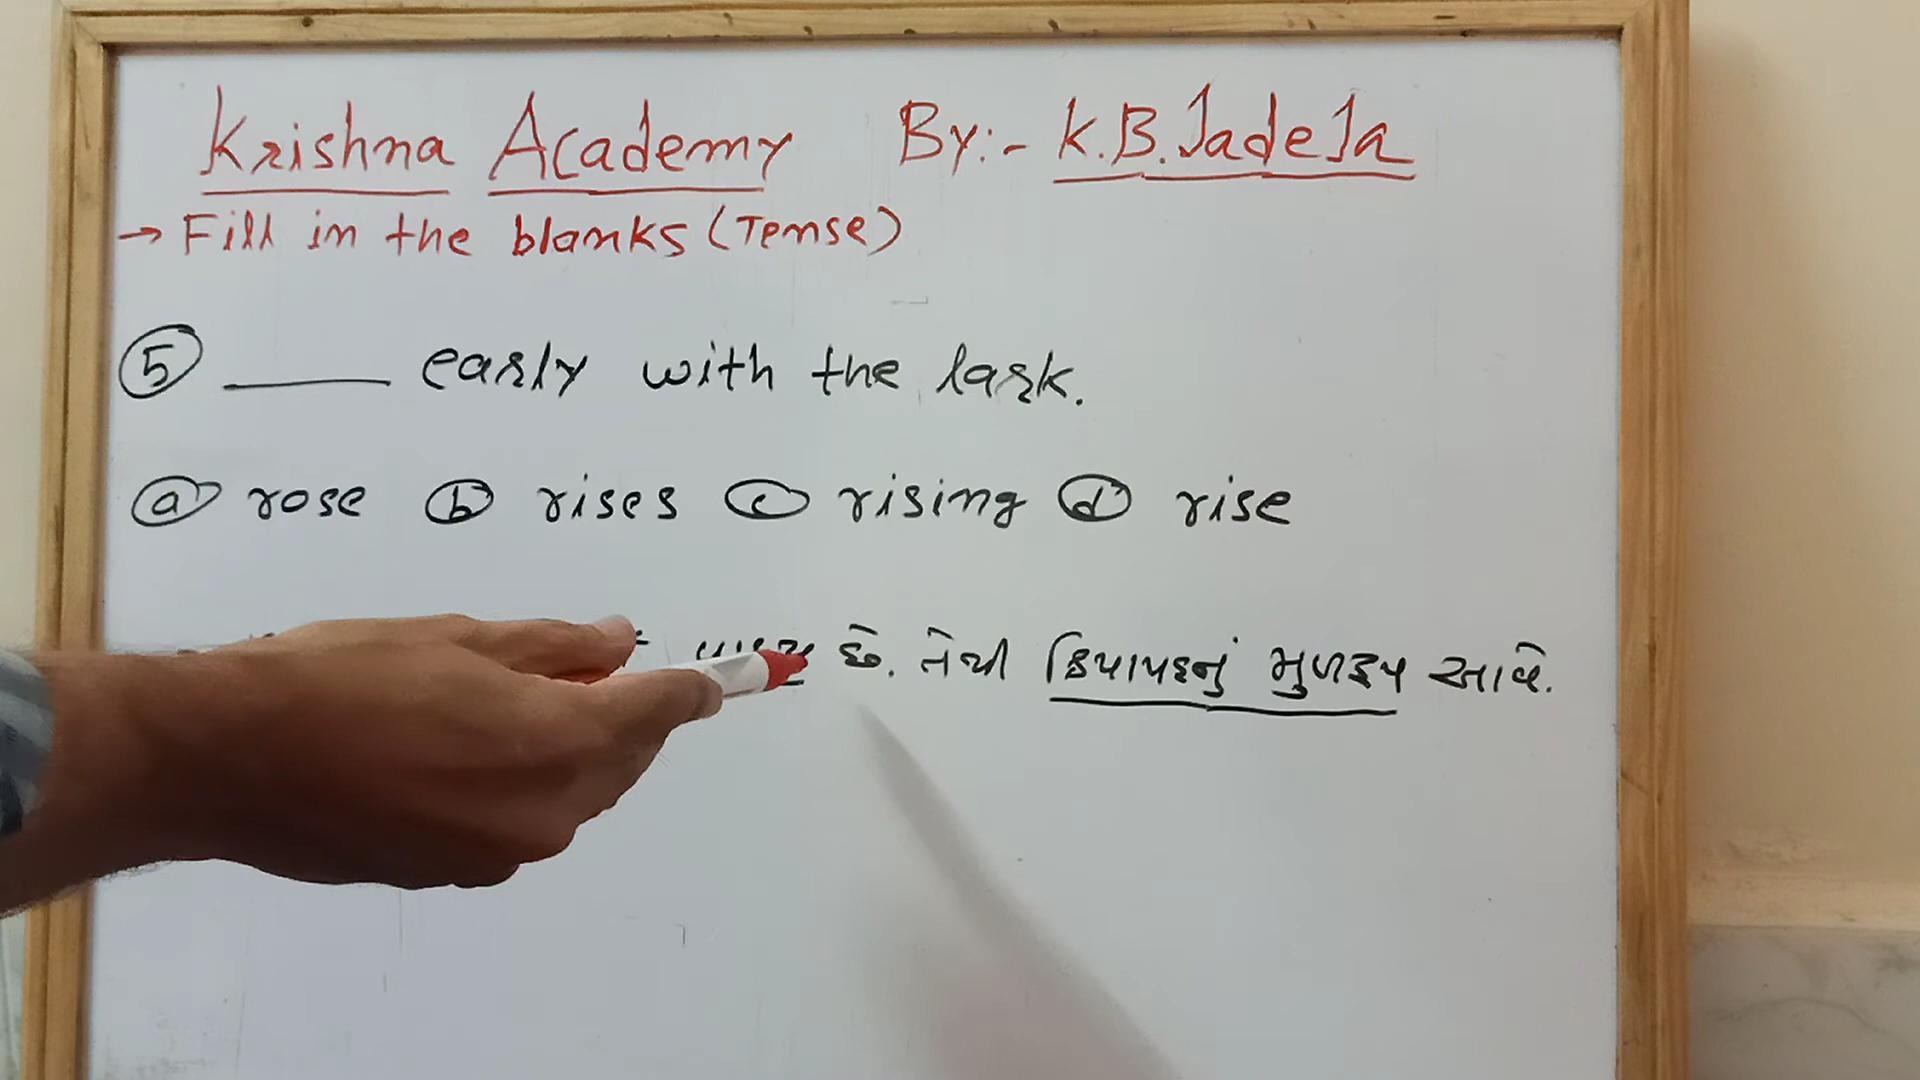 Krishna Academy By:- K.B.JadeJa
→ Fill in the blanks (Tense)
5 ____ early with the lark.
a rose b rises c rising d rise
છે. તેથી ક્રિયાપદનું મુળરૂપ આવે.